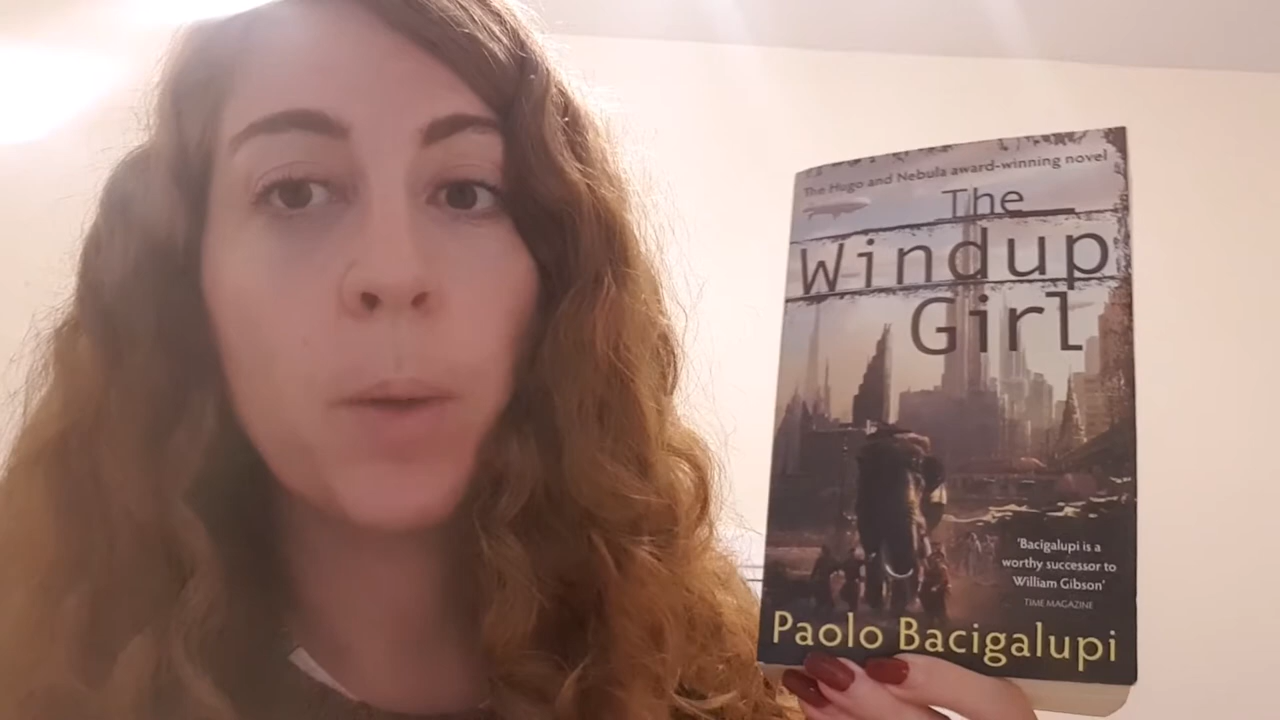 The Hugo and Nebula award-winning novel
The
Windup
Girl
'Bacigalupi is a
worthy successor to
William Gibson'
TIME MAGAZINE
Paolo Bacigalupi